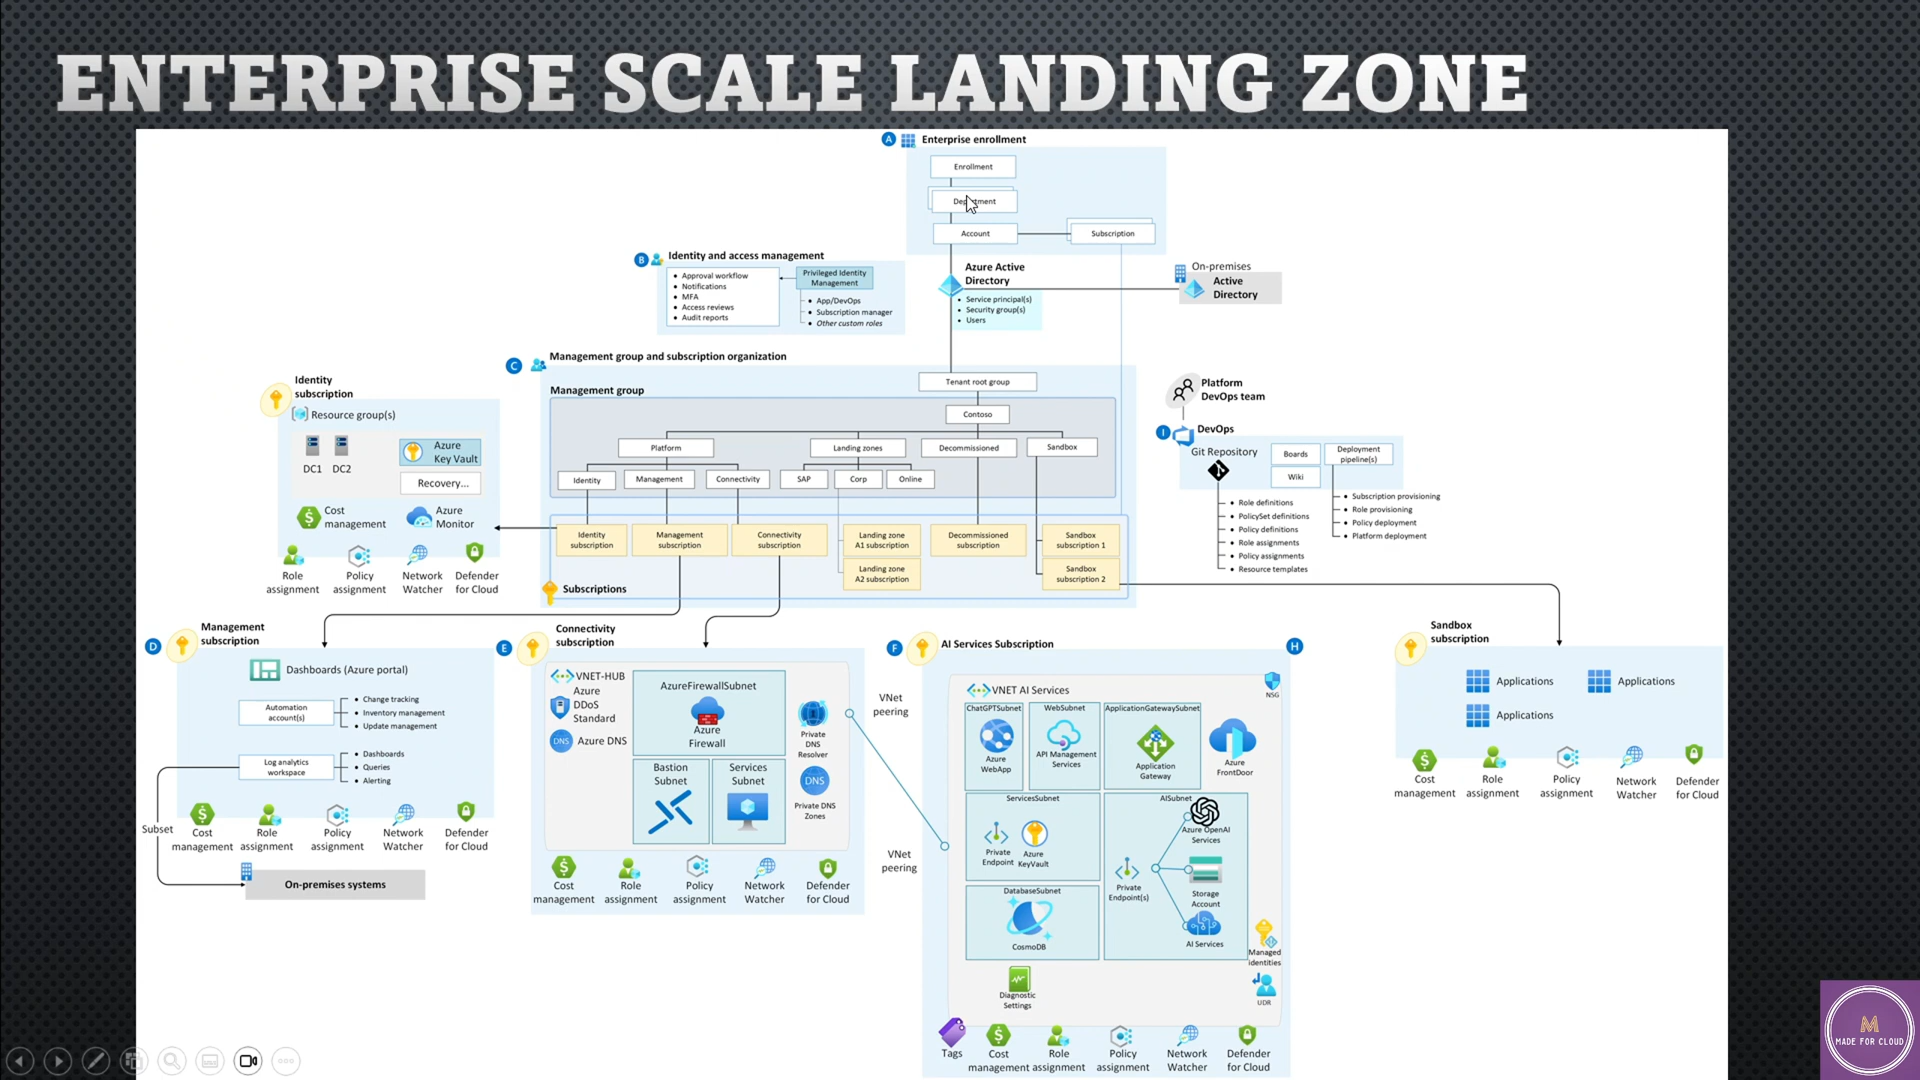 ENTERPRISE SCALE LANDING ZONE
A
Enterprise enrollment
Enrollment
Account
Subscription
B
Identity and access management
Approval workflow
Notifications
MFA
Access reviews
Audit reports
Privileged Identity
Management
App/DevOps
Subscription manager
Other custom roles
Azure Active
Directory
Service principal(s)
Security group(s)
Users
On-premises
Active
Directory
C
Management group and subscription organization
Management group
Tenant root group
Contoso
Platform
Landing zones
Decommissioned
Sandbox
Identity
Management
Connectivity
SAP
Corp
Online
Identity
subscription
Management
subscription
Connectivity
subscription
Landing zone
A1 subscription
Landing zone
A2 subscription
Decommissioned
subscription
Sandbox
subscription 1
Sandbox
subscription 2
Subscriptions
Identity
subscription
Resource group(s)
DC1
DC2
Azure
Key Vault
Recovery...
Cost
management
Azure
Monitor
Role
assignment
Policy
assignment
Network
Watcher
Defender
for Cloud
Platform
DevOps team
I
DevOps
Git Repository
Boards
Wiki
Deployment
pipeline(s)
Role definitions
PolicySet definitions
Policy definitions
Role assignments
Policy assignments
Resource templates
Subscription provisioning
Role provisioning
Policy deployment
Platform deployment
D
Management
subscription
Dashboards (Azure portal)
Automation
account(s)
Change tracking
Inventory management
Update management
Log analytics
workspace
Dashboards
Queries
Alerting
Subset
Cost
management
Role
assignment
Policy
assignment
Network
Watcher
Defender
for Cloud
On-premises systems
E
Connectivity
subscription
VNET-HUB
Azure
DDoS
Standard
DNS
Azure DNS
AzureFirewallSubnet
Azure
Firewall
Bastion
Subnet
Services
Subnet
Private
DNS
Resolver
DNS
Private DNS
Zones
Cost
management
Role
assignment
Policy
assignment
Network
Watcher
Defender
for Cloud
VNet
peering
VNet
peering
F
AI Services Subscription
H
VNET AI Services
NSG
ChatGPTSubnet
Azure
WebApp
WebSubnet
API Management
Services
ApplicationGatewaySubnet
Application
Gateway
Azure
FrontDoor
ServicesSubnet
Private
Endpoint
Azure
KeyVault
AISubnet
Azure OpenAI
Services
Private
Endpoint(s)
Storage
Account
AI Services
DatabaseSubnet
CosmoDB
Managed
identities
UDR
Diagnostic
Settings
Tags
Cost
management
Role
assignment
Policy
assignment
Network
Watcher
Defender
for Cloud
Sandbox
subscription
Applications
Applications
Applications
Cost
management
Role
assignment
Policy
assignment
Network
Watcher
Defender
for Cloud
M
MADE FOR CLOUD